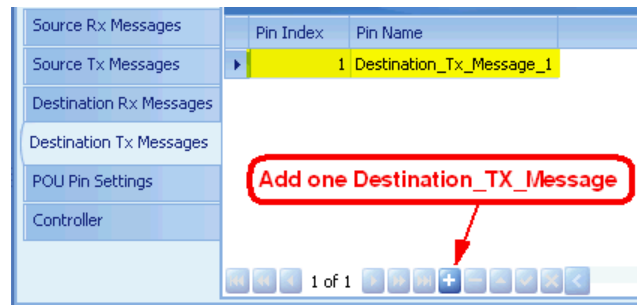 Source Rx Messages
Source Tx Messages
Destination Rx Messages
Destination Tx Messages
POU Pin Settings
Controller
Pin Index Pin Name
1 Destination_Tx_Message_1
Add one Destination_TX_Message
1 of 1